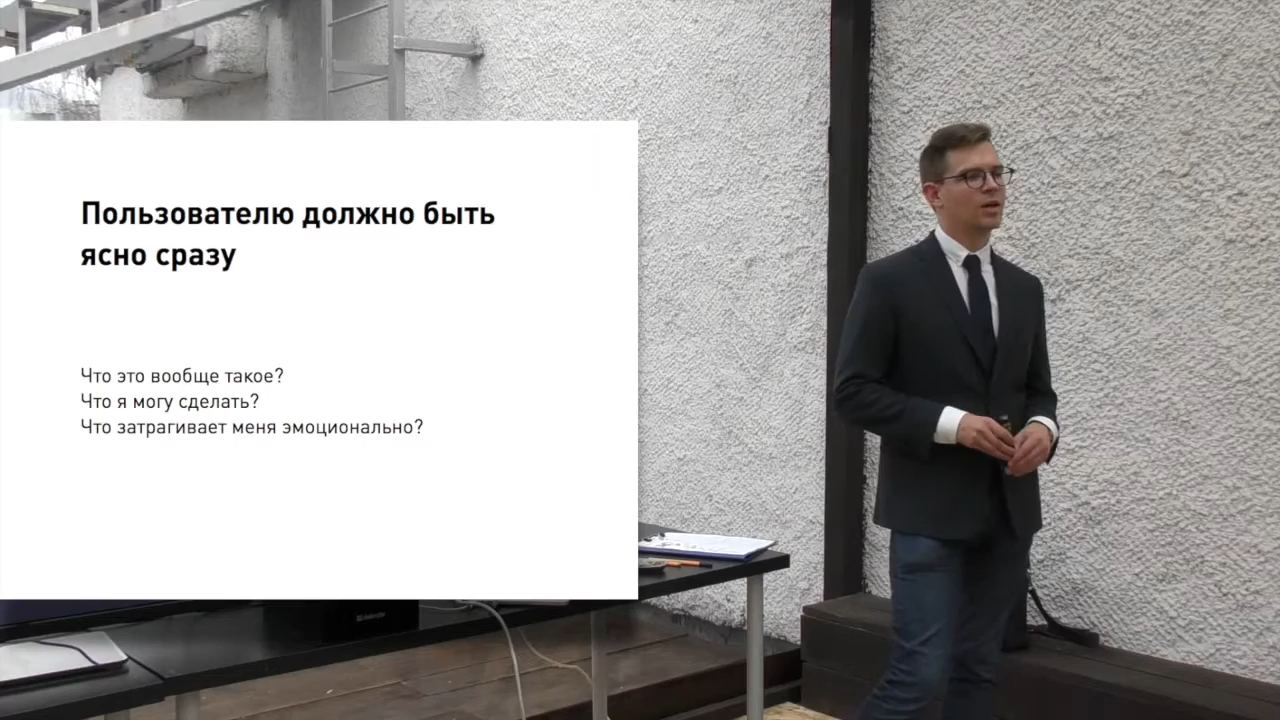 Пользователю должно быть
ясно сразу
Что это вообще такое?
Что я могу сделать?
Что затрагивает меня эмоционально?